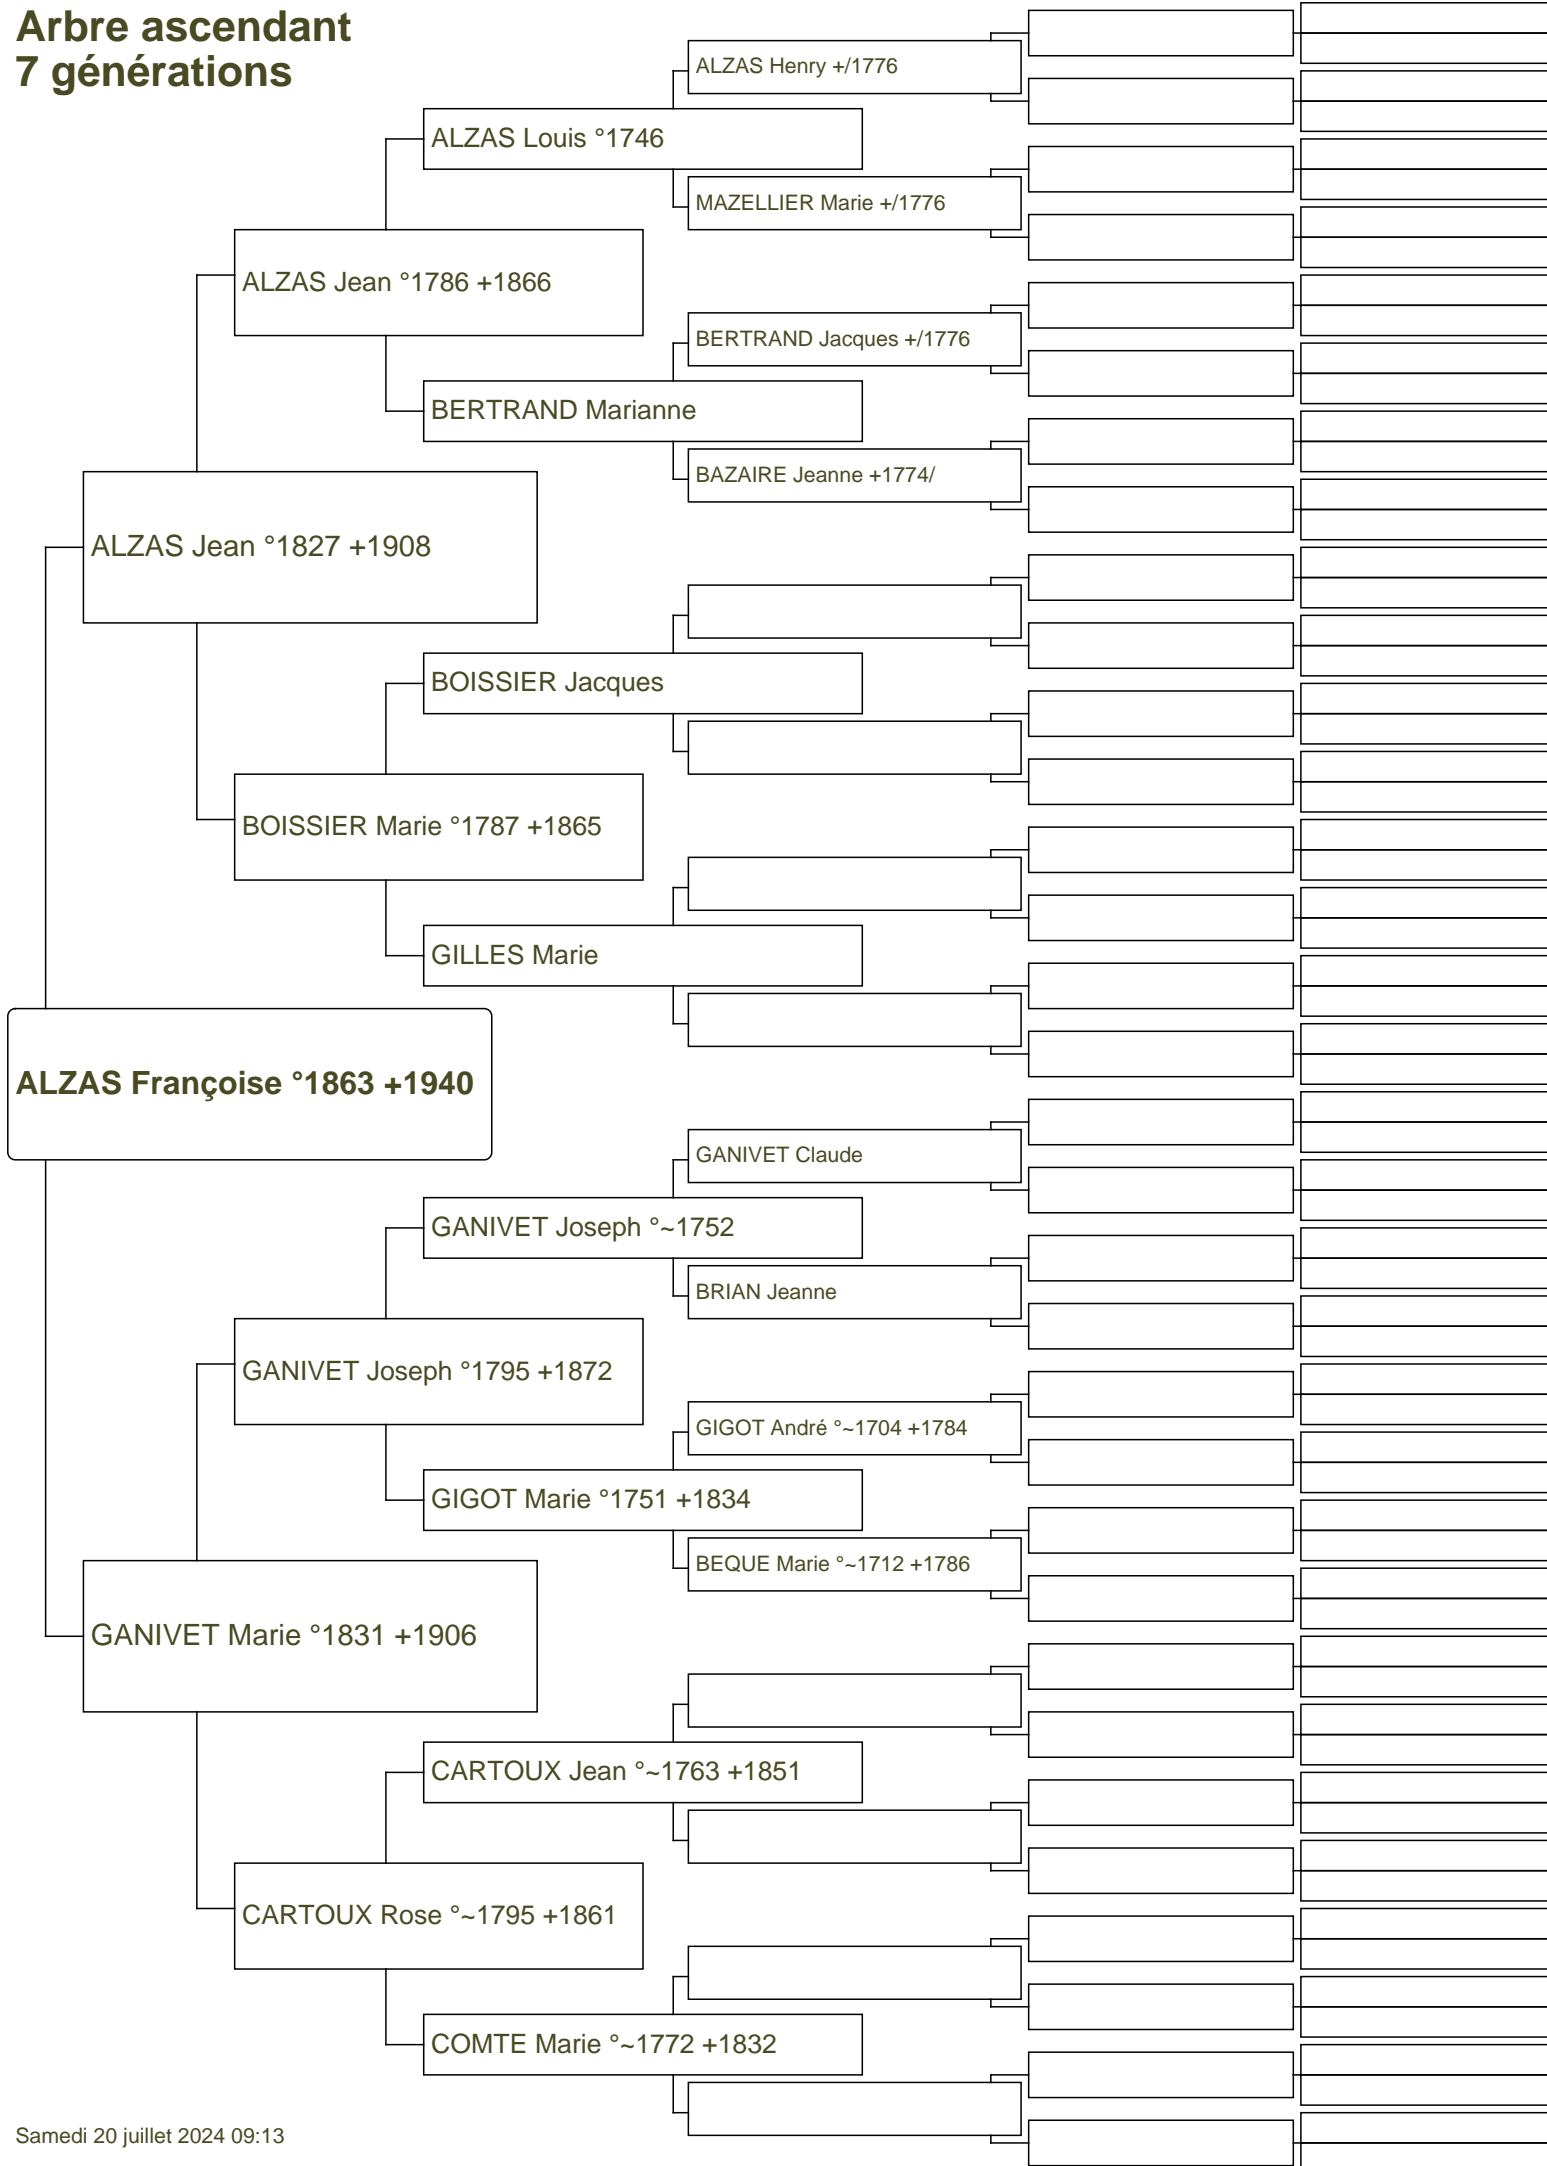 Arbre ascendant
7 générations
ALZAS Henry +/1776
ALZAS Louis °1746
MAZELLIER Marie +/1776
ALZAS Jean °1786 +1866
BERTRAND Jacques +/1776
BERTRAND Marianne
BAZAIRE Jeanne +1774/
ALZAS Jean °1827 +1908
BOISSIER Jacques
BOISSIER Marie °1787 +1865
GILLES Marie
ALZAS Françoise °1863 +1940
GANIVET Claude
GANIVET Joseph °~1752
BRIAN Jeanne
GANIVET Joseph °1795 +1872
GIGOT André °~1704 +1784
GIGOT Marie °1751 +1834
BEQUE Marie °~1712 +1786
GANIVET Marie °1831 +1906
CARTOUX Jean °~1763 +1851
CARTOUX Rose °~1795 +1861
COMTE Marie °~1772 +1832
Samedi 20 juillet 2024 09:13